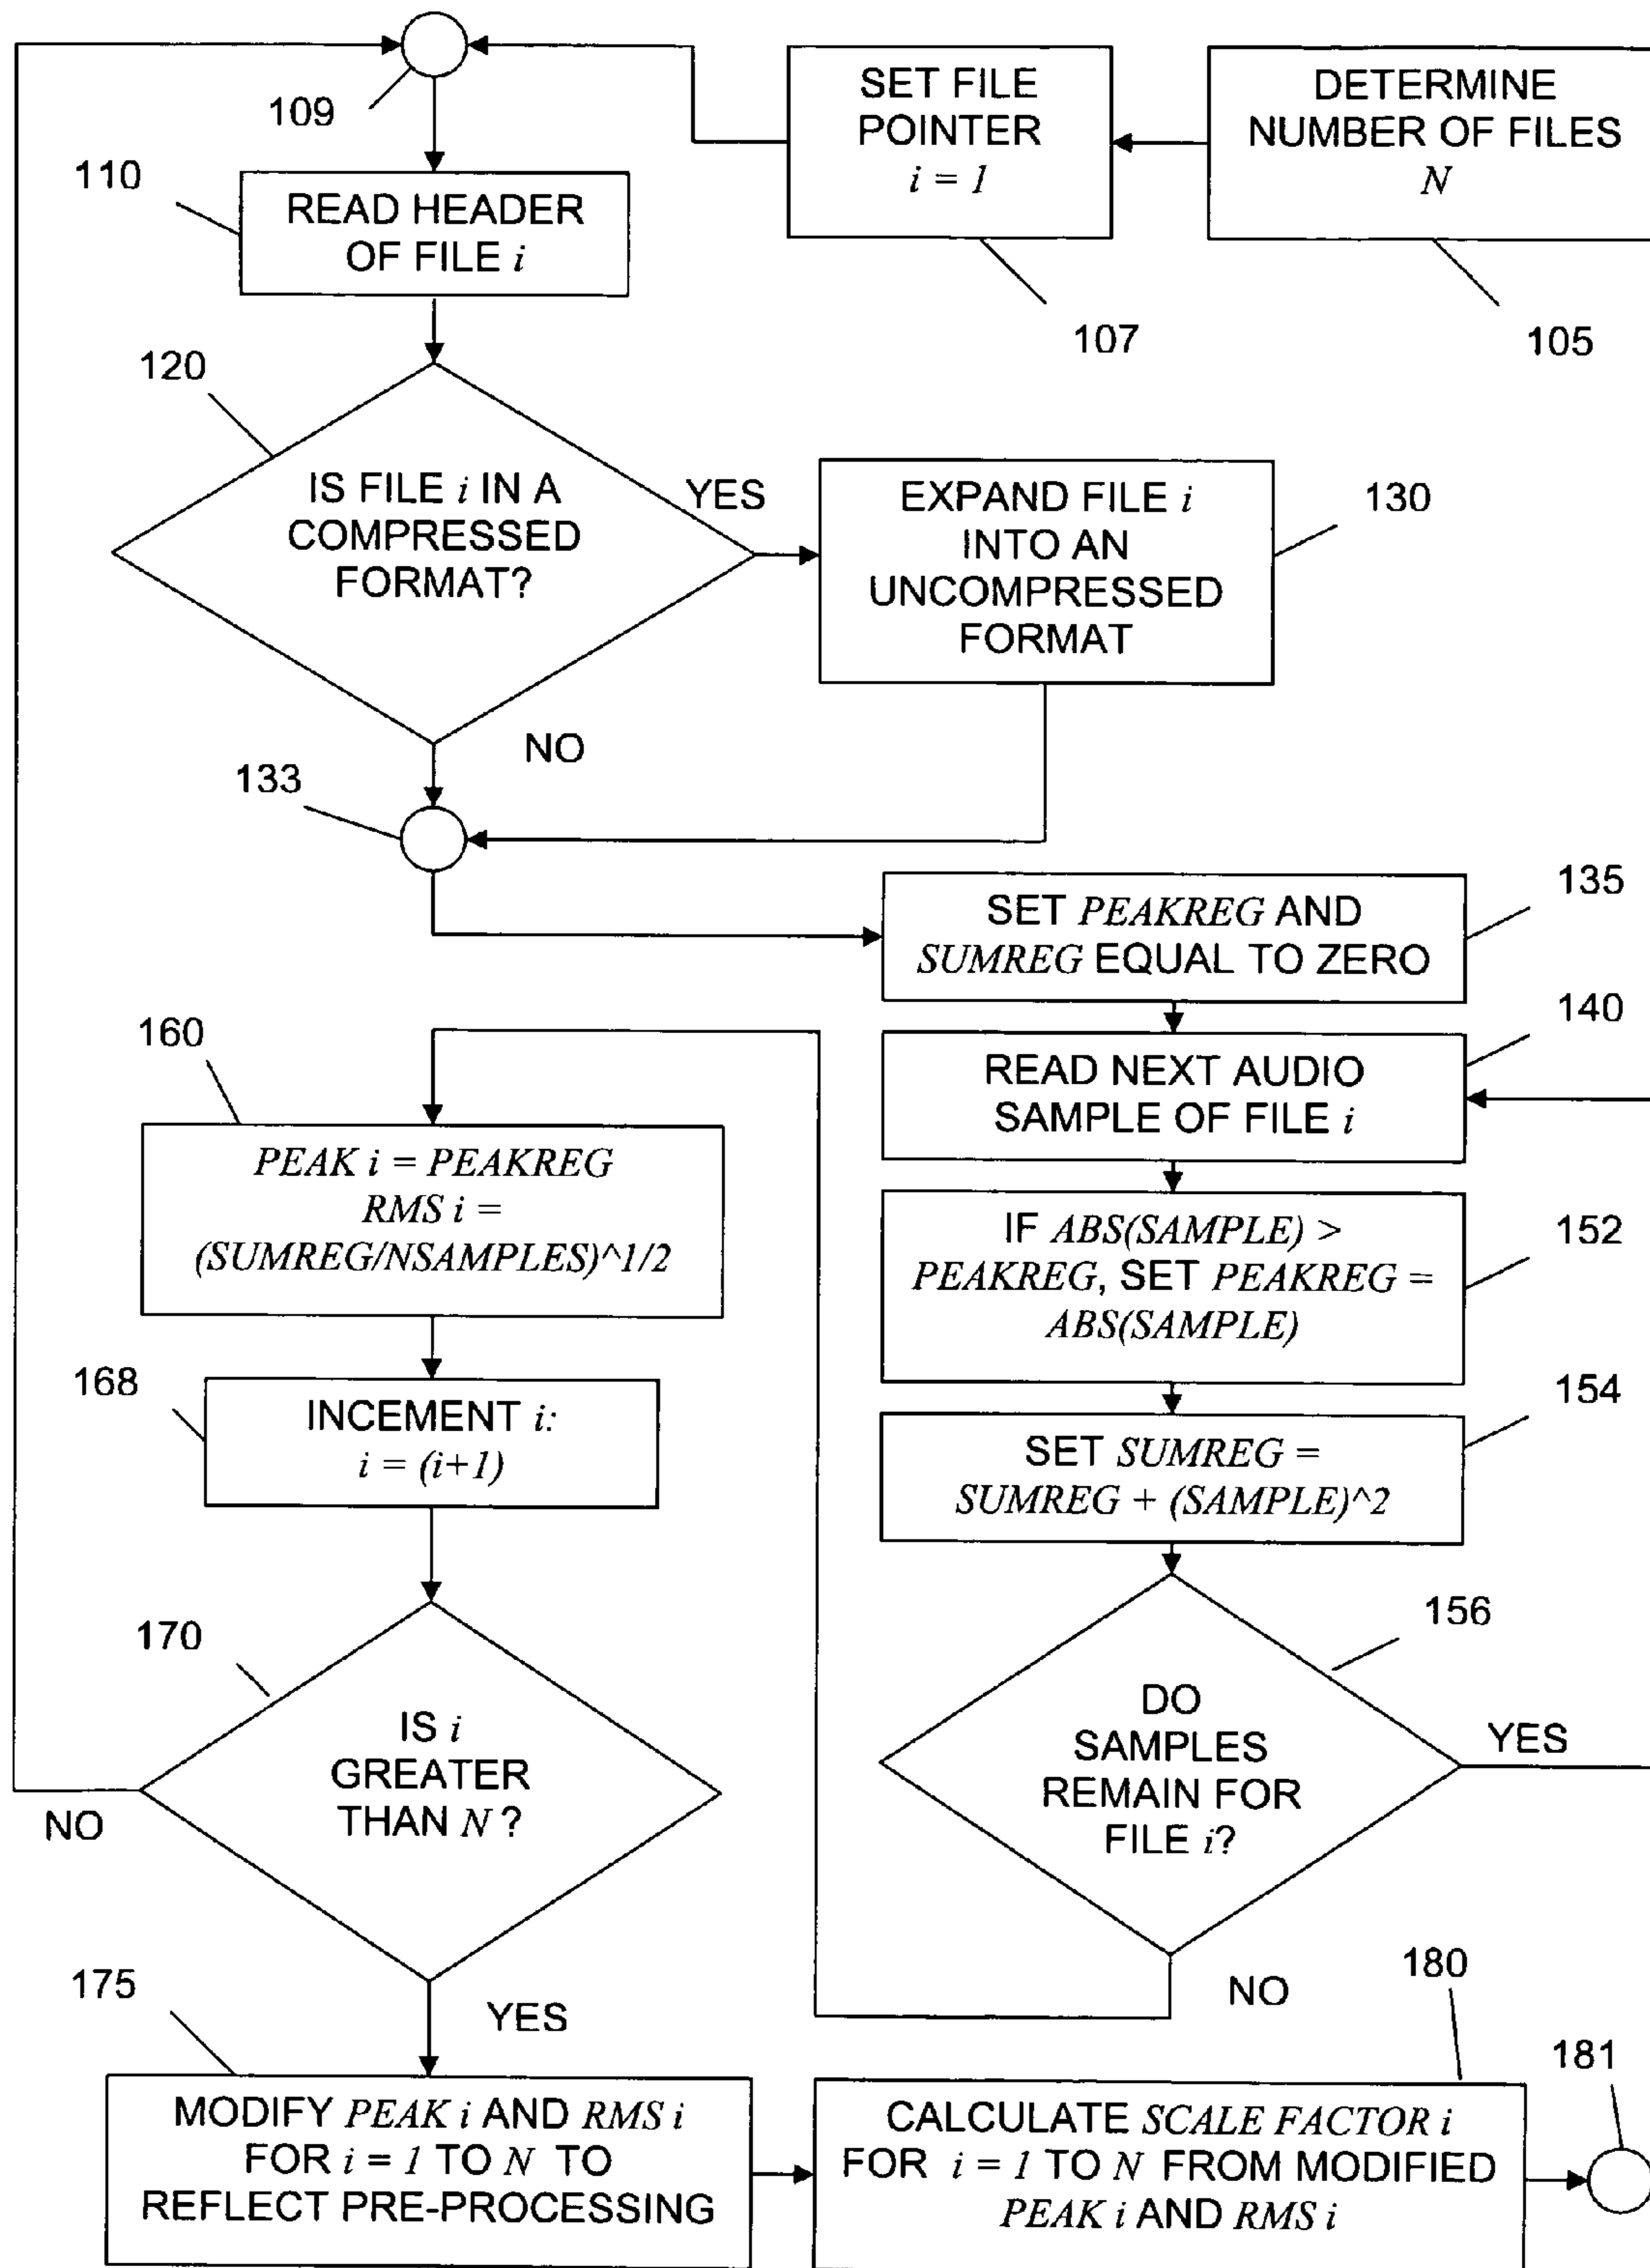 DETERMINE
NUMBER OF FILES
N
105
SET FILE
POINTER
i = 1
107
109
110
READ HEADER
OF FILE i
120
IS FILE i IN A
COMPRESSED
FORMAT?
YES
NO
EXPAND FILE i
INTO AN
UNCOMPRESSED
FORMAT
130
133
SET PEAKREG AND
SUMREG EQUAL TO ZERO
135
READ NEXT AUDIO
SAMPLE OF FILE i
140
IF ABS(SAMPLE) >
PEAKREG, SET PEAKREG =
ABS(SAMPLE)
152
SET SUMREG =
SUMREG + (SAMPLE)^2
154
DO
SAMPLES
REMAIN FOR
FILE i?
156
YES
NO
160
PEAK i = PEAKREG
RMS i =
(SUMREG/NSAMPLES)^1/2
168
INCEMENT i:
i = (i+1)
170
IS i
GREATER
THAN N ?
NO
YES
175
MODIFY PEAK i AND RMS i
FOR i = 1 TO N TO
REFLECT PRE-PROCESSING
180
CALCULATE SCALE FACTOR i
FOR i = 1 TO N FROM MODIFIED
PEAK i AND RMS i
181